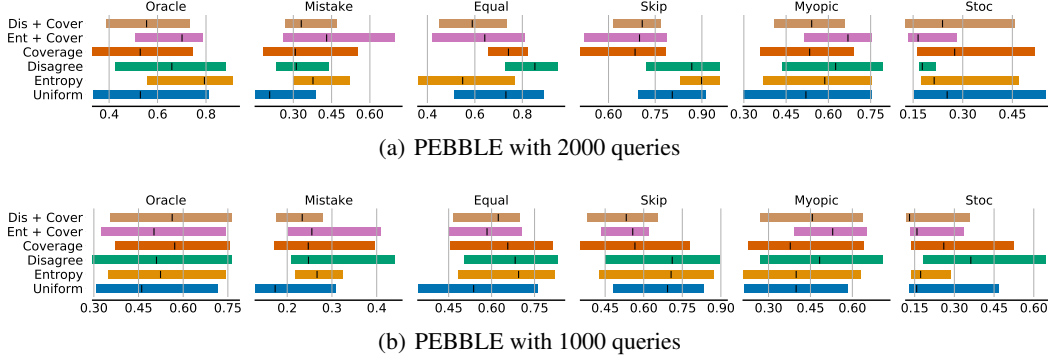 Oracle Mistake Equal Skip Myopic Stoc
Dis + Cover
Ent + Cover
Coverage
Disagree
Entropy
Uniform
0.4 0.6 0.8 0.30 0.45 0.60 0.4 0.6 0.8 0.60 0.75 0.90 0.30 0.45 0.60 0.75 0.15 0.30 0.45
(a) PEBBLE with 2000 queries
Oracle Mistake Equal Skip Myopic Stoc
Dis + Cover
Ent + Cover
Coverage
Disagree
Entropy
Uniform
0.30 0.45 0.60 0.75 0.2 0.3 0.4 0.45 0.60 0.75 0.45 0.60 0.75 0.90 0.30 0.45 0.60 0.15 0.30 0.45 0.60
(b) PEBBLE with 1000 queries